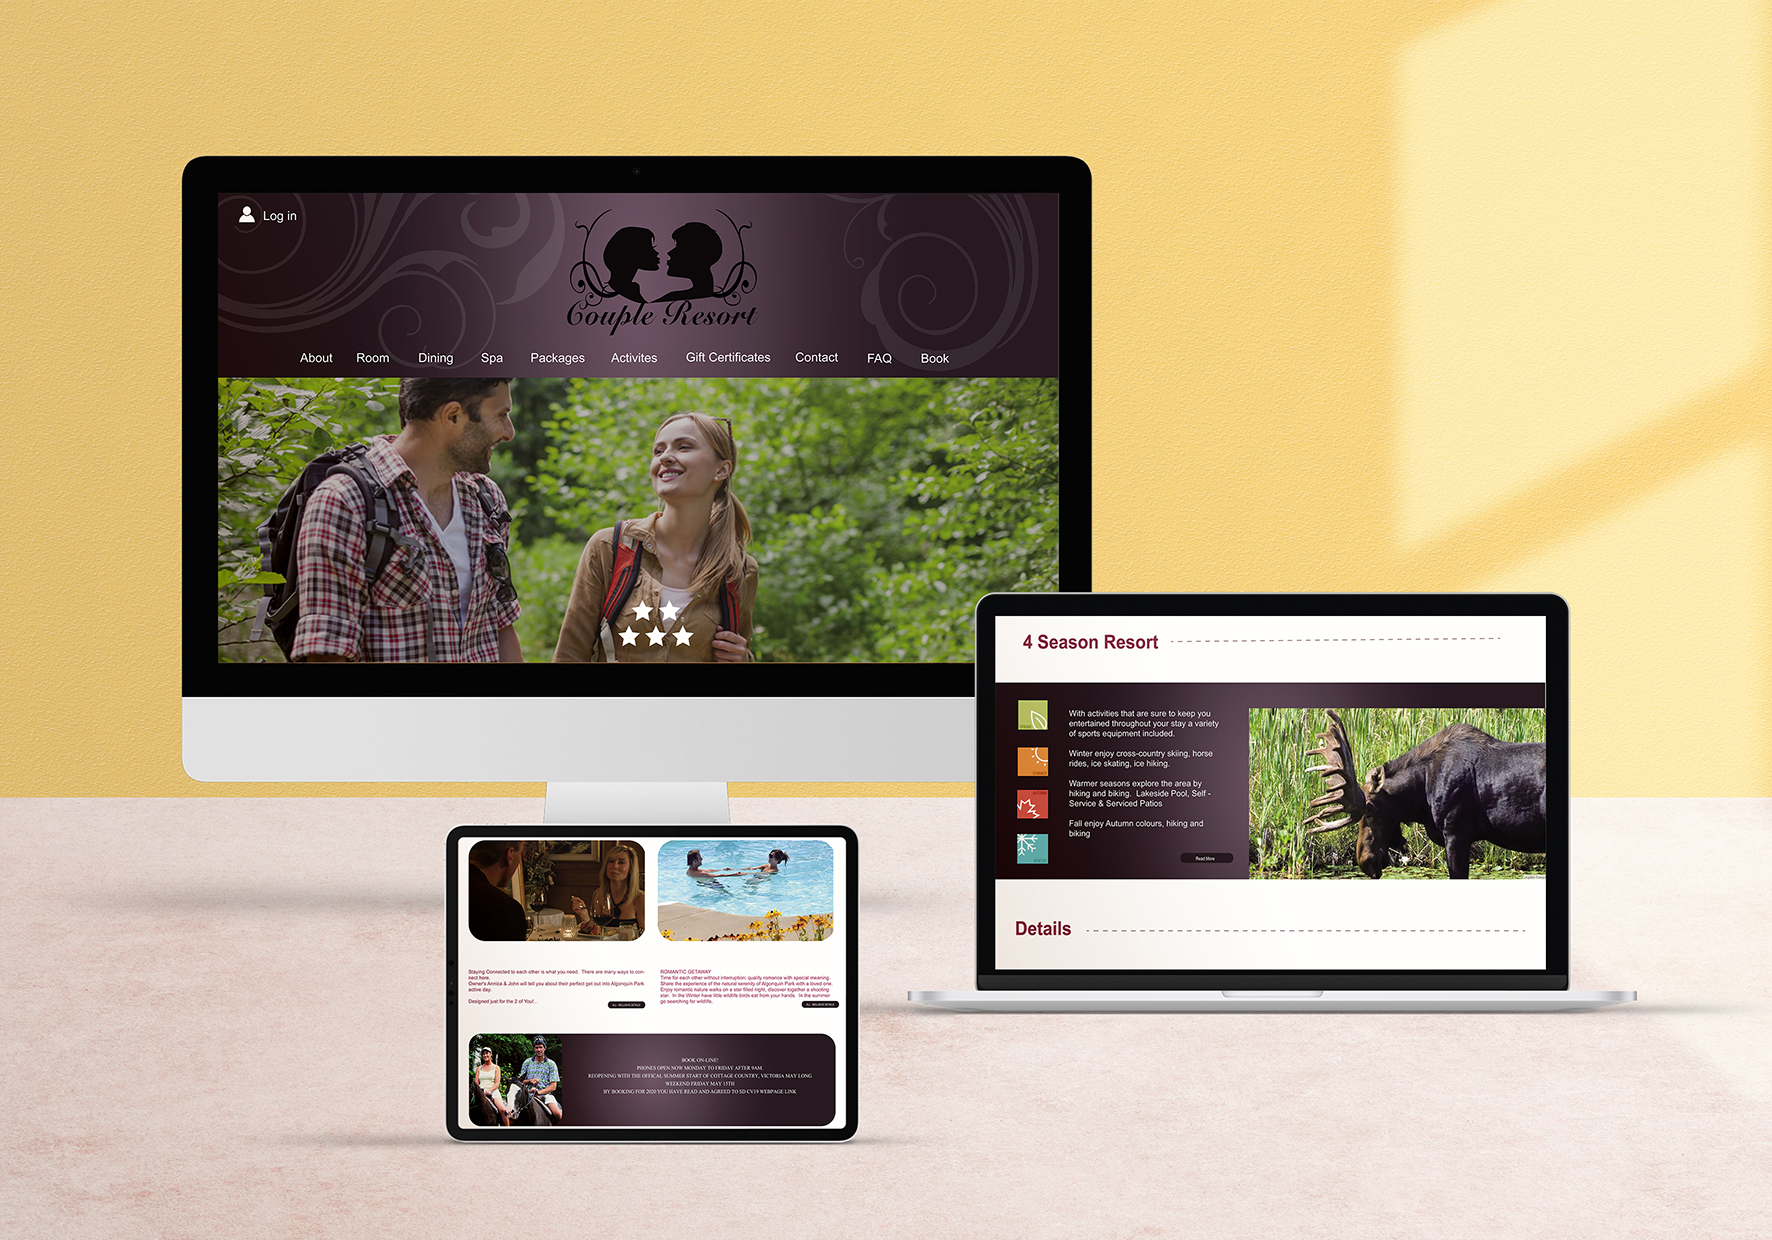 Log in
Couple Resort
About Room Dining Spa Packages Activites Gift Certificates Contact FAQ Book
4 Season Resort
With activities that are sure to keep you
entertained throughout your stay a variety
of sports equipment included.
Winter enjoy cross-country skiing, horse
rides, ice skating, ice hiking.
Warmer seasons explore the area by
hiking and biking. Lakeside Pool, Self -
Service & Serviced Patios
Fall enjoy Autumn colours, hiking and
biking
Read More
Details
Staying Connected to each other is what you need. There are many ways to con-
nect here.
Owner's Annica & John will tell you about their perfect get out into Algonquin Park
active day.
Designed just for the 2 of You!..
ALL - INCLUSIVE DETAILS
ROMANTIC GETAWAY
Time for each other without interruption; quality romance with special meaning.
Share the experience of the natural serenity of Algonquin Park with a loved one.
Enjoy romantic nature walks on a star filled night, discover together a shooting
star. In the Winter have little wildlife birds eat from your hands. In the summer
go searching for wildlife.
ALL - INCLUSIVE DETAILS
BOOK ON-LINE!
PHONES OPEN NOW MONDAY TO FRIDAY AFTER 9AM.
REOPENING WITH THE OFFICAL SUMMER START OF COTTAGE COUNTRY, VICTORIA MAY LONG
WEEKEND FRIDAY MAY 15TH
BY BOOKING FOR 2020 YOU HAVE READ AND AGREED TO SD CV19 WEBPAGE LINK